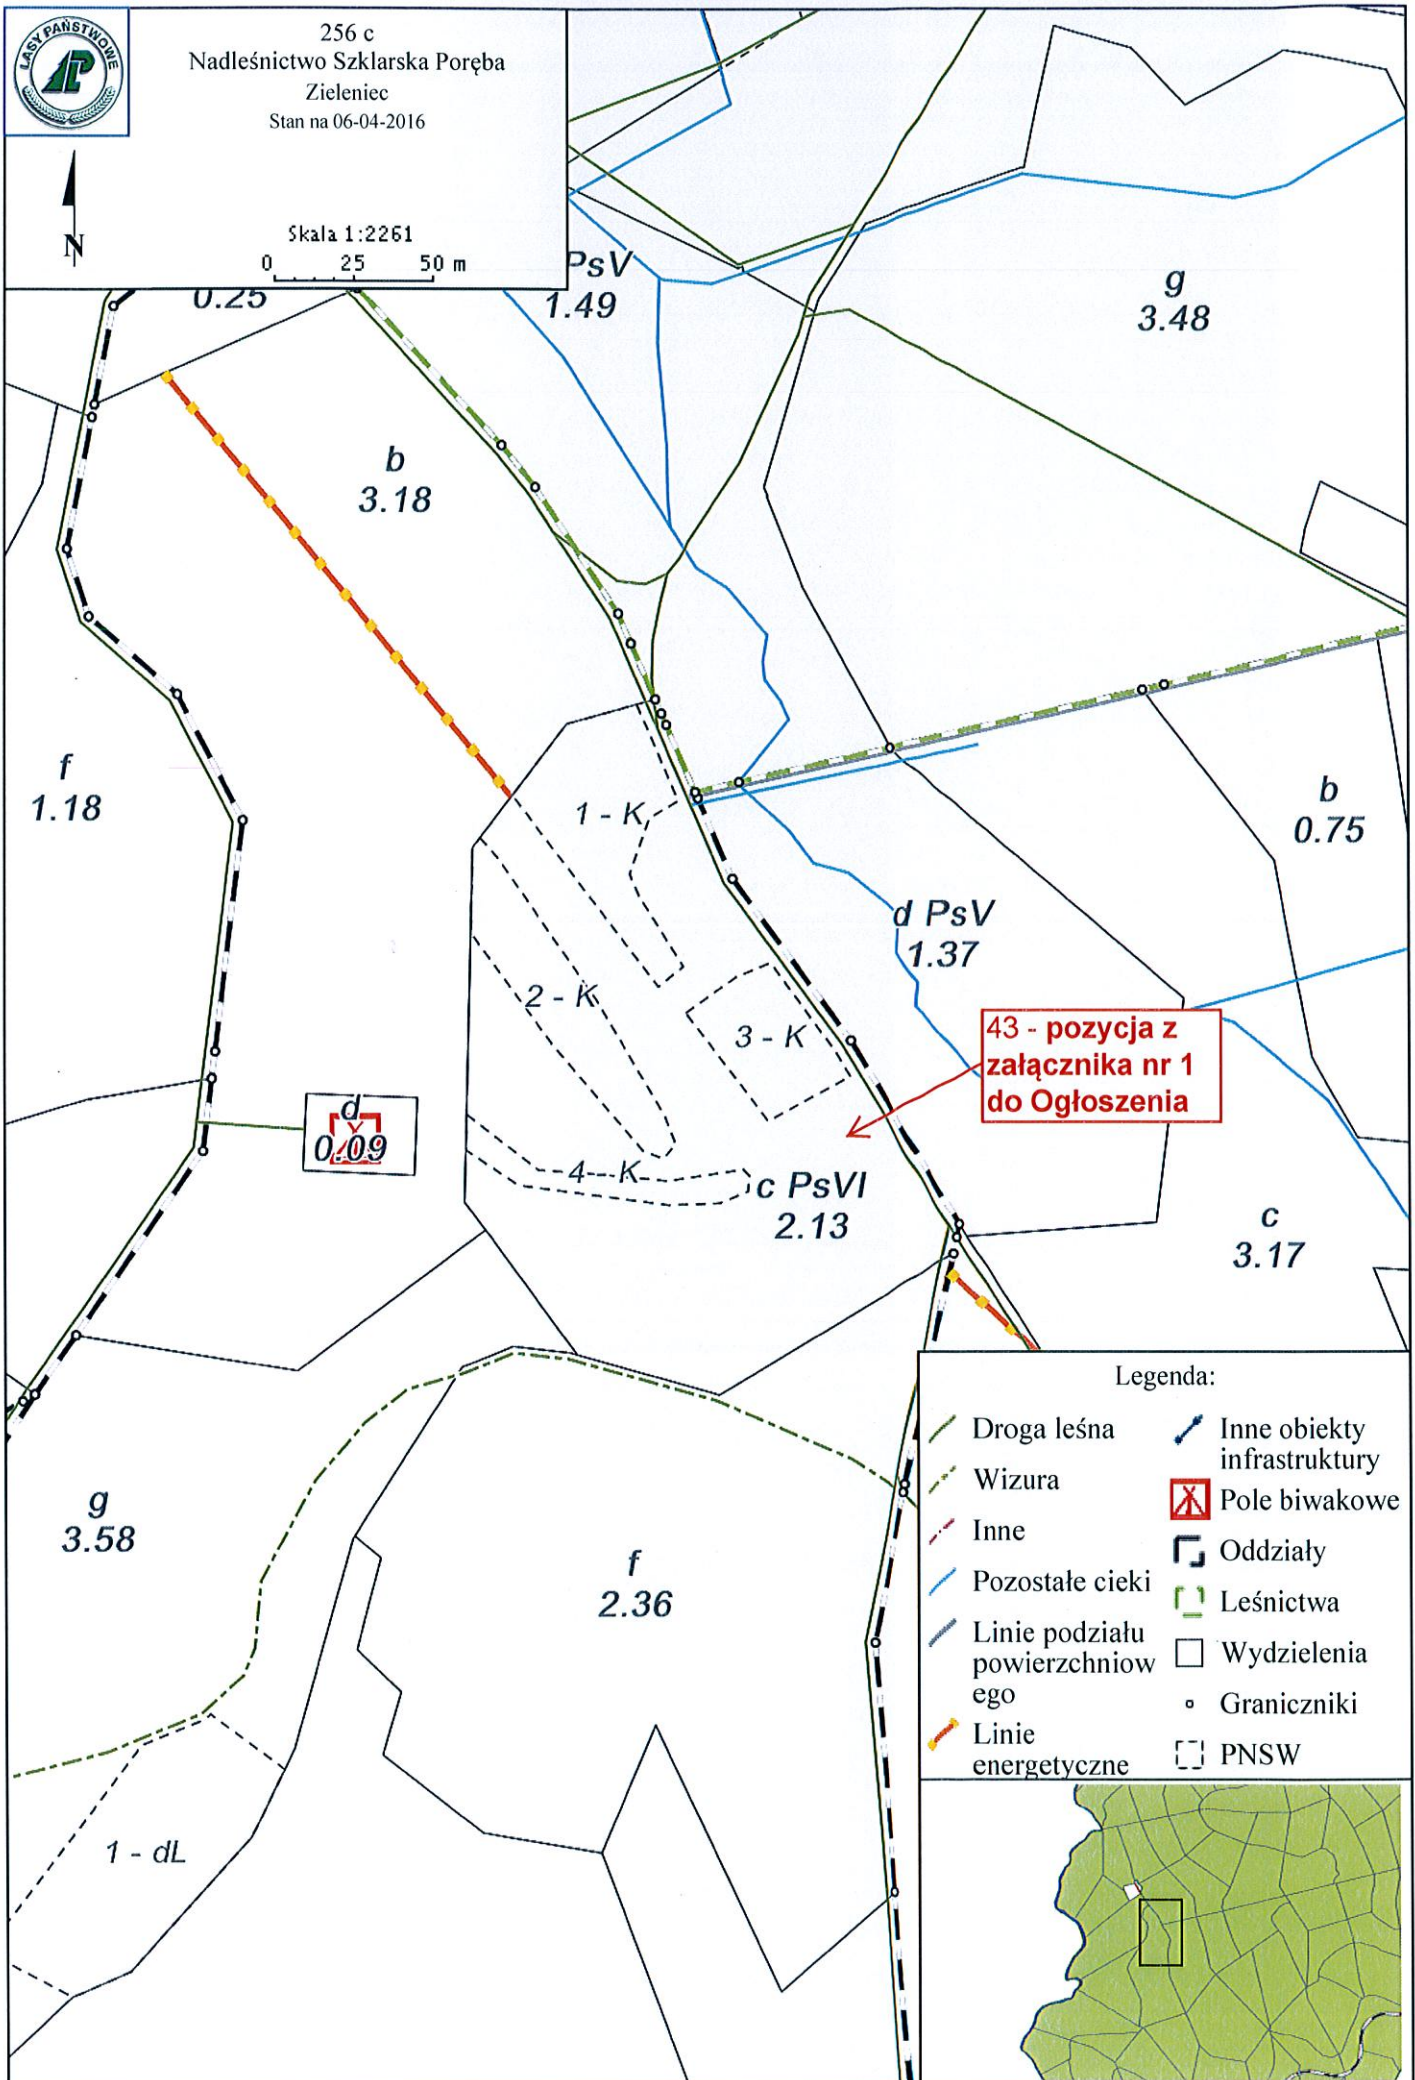 LASY PAŃSTWOWE
256 c
Nadleśnictwo Szklarska Poręba
Zieleniec
Stan na 06-04-2016
N
Skala 1:2261
0 25 50 m
0.25
PsV
1.49
g
3.48
b
3.18
f
1.18
1 - K
b
0.75
d PsV
1.37
2 - K
3 - K
43 - pozycja z
załącznika nr 1
do Ogłoszenia
d
0.09
4 - K
c PsVI
2.13
c
3.17
g
3.58
f
2.36
1 - dL
Legenda:
Droga leśna
Wizura
Inne
Pozostałe cieki
Linie podziału
powierzchniow
ego
Linie
energetyczne
Inne obiekty
infrastruktury
Pole biwakowe
Oddziały
Leśnictwa
Wydzielenia
Graniczniki
PNSW